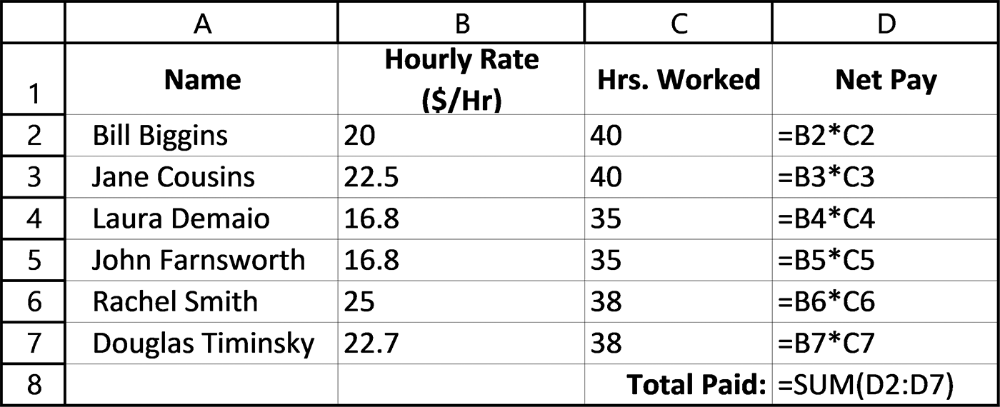 A B C D
1 Name Hourly Rate ($/Hr) Hrs. Worked Net Pay
2 Bill Biggins 20 40 =B2*C2
3 Jane Cousins 22.5 40 =B3*C3
4 Laura Demaio 16.8 35 =B4*C4
5 John Farnsworth 16.8 35 =B5*C5
6 Rachel Smith 25 38 =B6*C6
7 Douglas Timinsky 22.7 38 =B7*C7
8 Total Paid: =SUM(D2:D7)